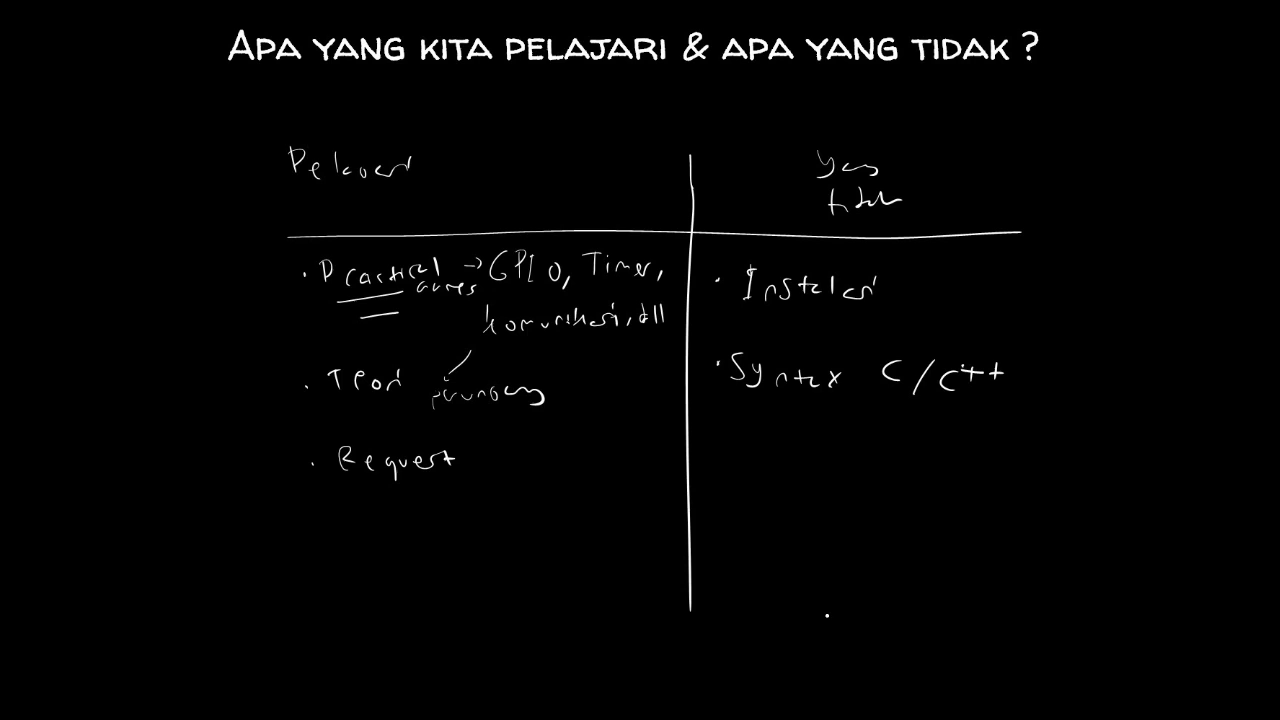 APA YANG KITA PELAJARI & APA YANG TIDAK ?
Pelajari
yang
tidak
· Practical → GPIO, Timer,
komunikasi, dll
· Teori penunjang
· Request
· Instalasi
· Syntax C/C++